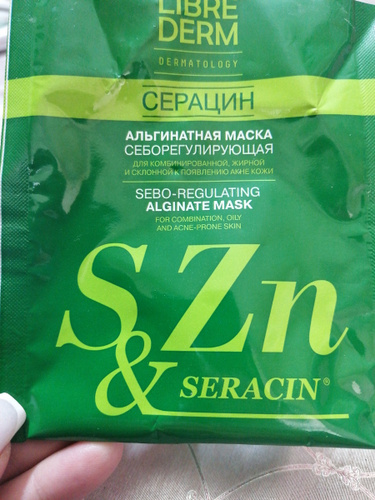 LIBRE
DERM
DERMATOLOGY
СЕРАЦИН
АЛЬГИНАТНАЯ МАСКА
СЕБОРЕГУЛИРУЮЩАЯ
ДЛЯ КОМБИНИРОВАННОЙ, ЖИРНОЙ
И СКЛОННОЙ К ПОЯВЛЕНИЮ АКНЕ КОЖИ
SEBO-REGULATING
ALGINATE MASK
FOR COMBINATION, OILY
AND ACNE-PRONE SKIN
S Zn
& SERACIN®